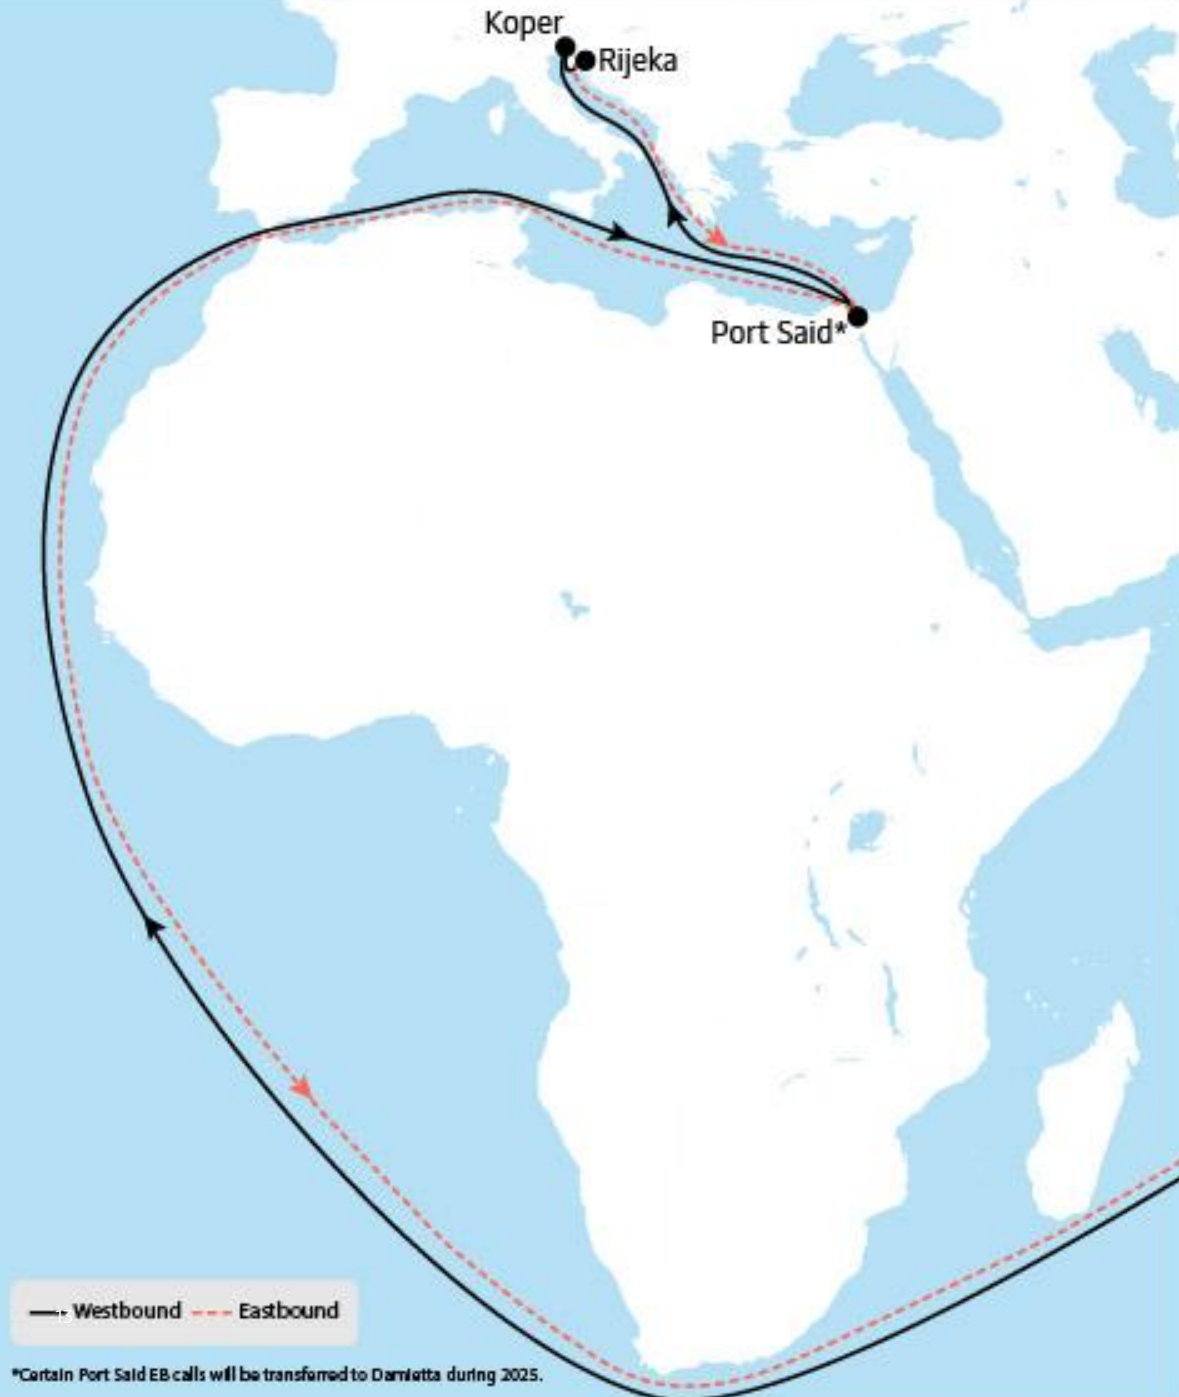 Koper
Rijeka
Port Said*
Westbound Eastbound
*Certain Port Said EB calls will be transferred to Damietta during 2025.